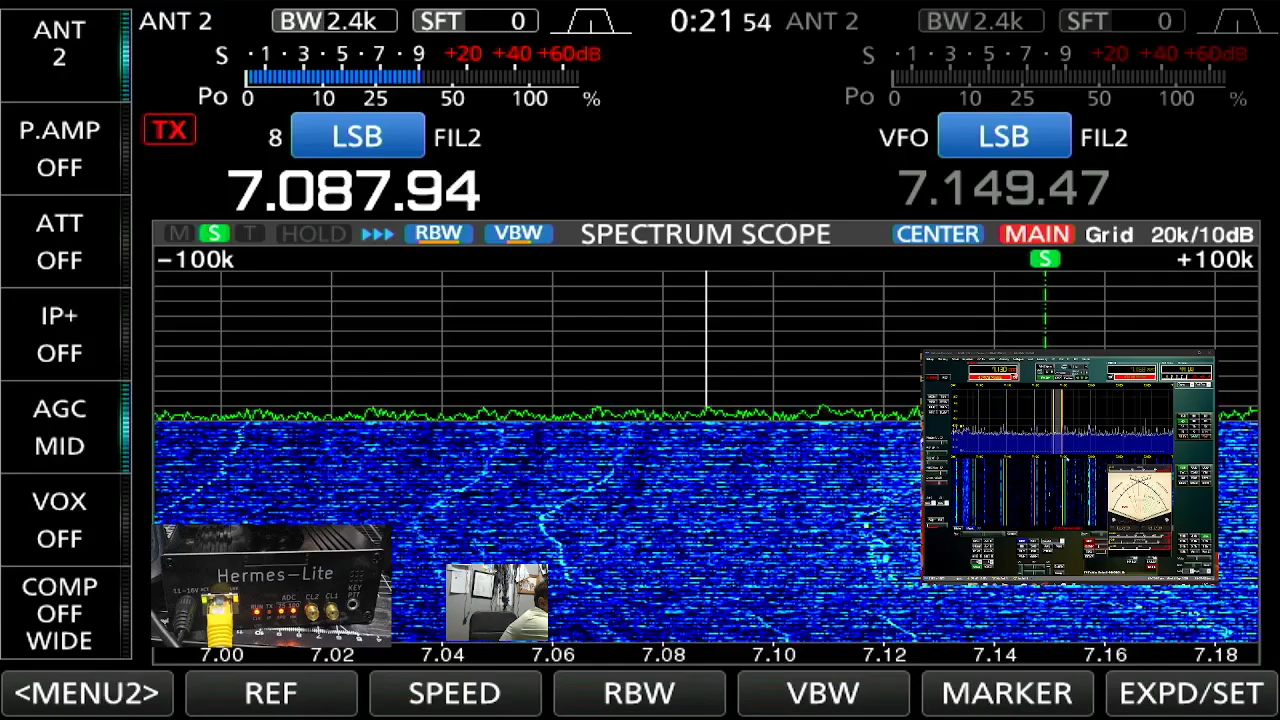 ANT 2
ANT 2 BW 2.4k SFT 0 0:21 54 ANT 2 BW 2.4k SFT 0
S 1 3 5 7 9 +20 +40 +60dB S 1 3 5 7 9 +20 +40 +60dB
Po 0 10 25 50 100 % Po 0 10 25 50 100 %
P.AMP OFF
TX 8 LSB FIL2 VFO LSB FIL2
7.087.94 7.149.47
ATT OFF
M S T HOLD RBW VBW SPECTRUM SCOPE CENTER MAIN Grid 20k/10dB
−100k S +100k
IP+ OFF
AGC MID
VOX OFF
COMP OFF WIDE
Hermes-Lite
ADC CL2 CL1
KEY
PTT
7.00 7.02 7.04 7.06 7.08 7.10 7.12 7.14 7.16 7.18
<MENU2> REF SPEED RBW VBW MARKER EXPD/SET